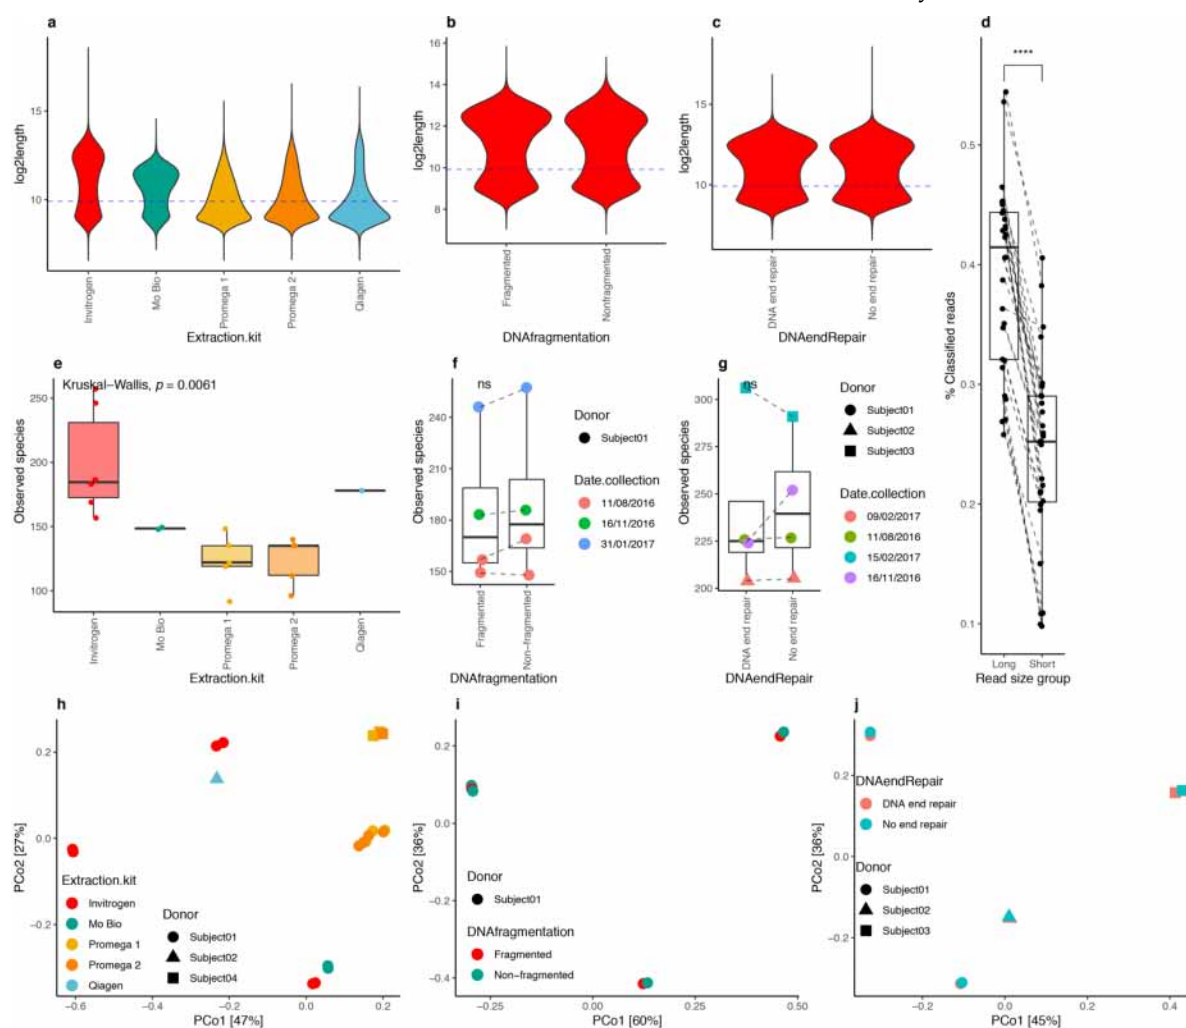 a
log2length
15
10
Invitrogen
Mo Bio
Promega 1
Promega 2
Qiagen
Extraction.kit
b
log2length
16
14
12
10
8
Fragmented
Nonfragmented
DNAfragmentation
c
log2length
15
10
DNA end repair
No end repair
DNAendRepair
d
****
% Classified reads
0.5
0.4
0.3
0.2
0.1
Long Short
Read size group
e
Kruskal−Wallis, p = 0.0061
Observed species
250
200
150
100
Invitrogen
Mo Bio
Promega 1
Promega 2
Qiagen
Extraction.kit
f
ns
Observed species
240
210
180
150
Fragmented
Non−fragmented
DNAfragmentation
Donor
Subject01
Date.collection
11/08/2016
16/11/2016
31/01/2017
g
ns
Observed species
300
275
250
225
200
DNA end repair
No end repair
DNAendRepair
Donor
Subject01
Subject02
Subject03
Date.collection
09/02/2017
11/08/2016
15/02/2017
16/11/2016
h
PCo2 [27%]
0.2
0.0
−0.2
Extraction.kit
Invitrogen
Mo Bio
Promega 1
Promega 2
Qiagen
Donor
Subject01
Subject02
Subject04
−0.6 −0.4 −0.2 0.0 0.2
PCo1 [47%]
i
PCo2 [36%]
0.2
0.0
−0.2
−0.4
Donor
Subject01
DNAfragmentation
Fragmented
Non−fragmented
−0.25 0.00 0.25 0.50
PCo1 [60%]
j
PCo2 [36%]
0.2
0.0
−0.2
DNAendRepair
DNA end repair
No end repair
Donor
Subject01
Subject02
Subject03
−0.2 0.0 0.2 0.4
PCo1 [45%]